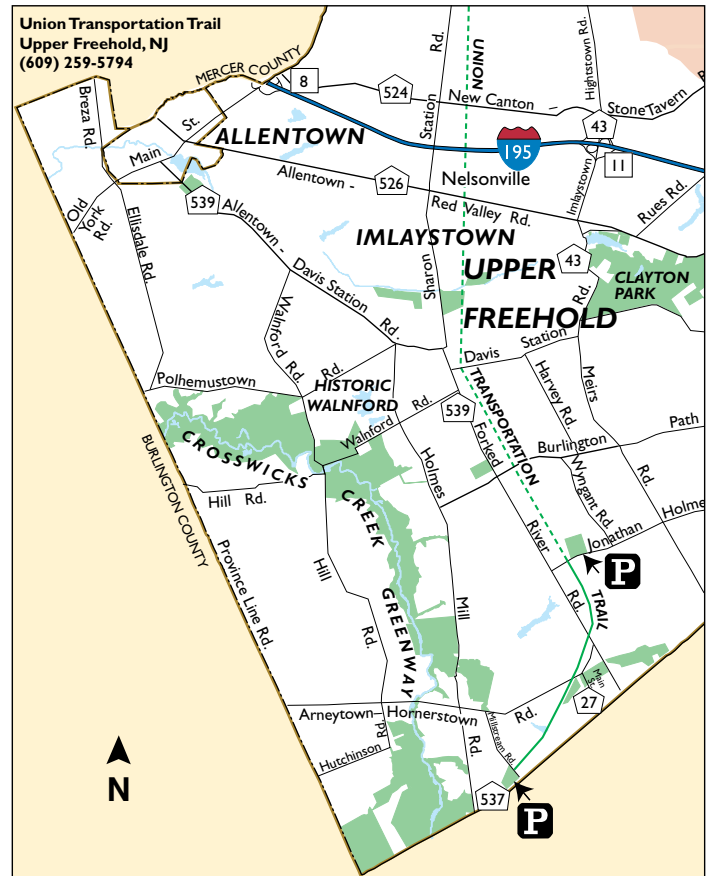 Union Transportation Trail
Upper Freehold, NJ
(609) 259-5794
MERCER COUNTY
8
524
New Canton -
Stone Tavern
Hightstown Rd.
Station Rd.
UNION
Breza Rd.
Main St.
ALLENTOWN
195
43
11
Allentown -
526
Nelsonville
Red Valley Rd.
Imlaystown
Rues Rd.
Old York Rd.
Ellisdale Rd.
539
Allentown -
Davis Station Rd.
IMLAYSTOWN
UPPER
FREEHOLD
43
Rd.
CLAYTON
PARK
Sharon
Walnford Rd.
Davis Station
Polhemustown Rd.
HISTORIC
WALNFORD
Walnford Rd.
539
TRANSPORTATION
Harvey Rd.
Meirs Rd.
Burlington Path
BURLINGTON COUNTY
CROSSWICKS
CREEK
GREENWAY
Holmes Mill Rd.
Forked River Rd.
Wyngant Rd.
Hill Rd.
Jonathan Holme
P
Province Line Rd.
Hill Rd.
TRAIL
Main St.
27
Arneytown - Hornerstown Rd.
Rd.
Millstream Rd.
Hutchinson
N
537
P